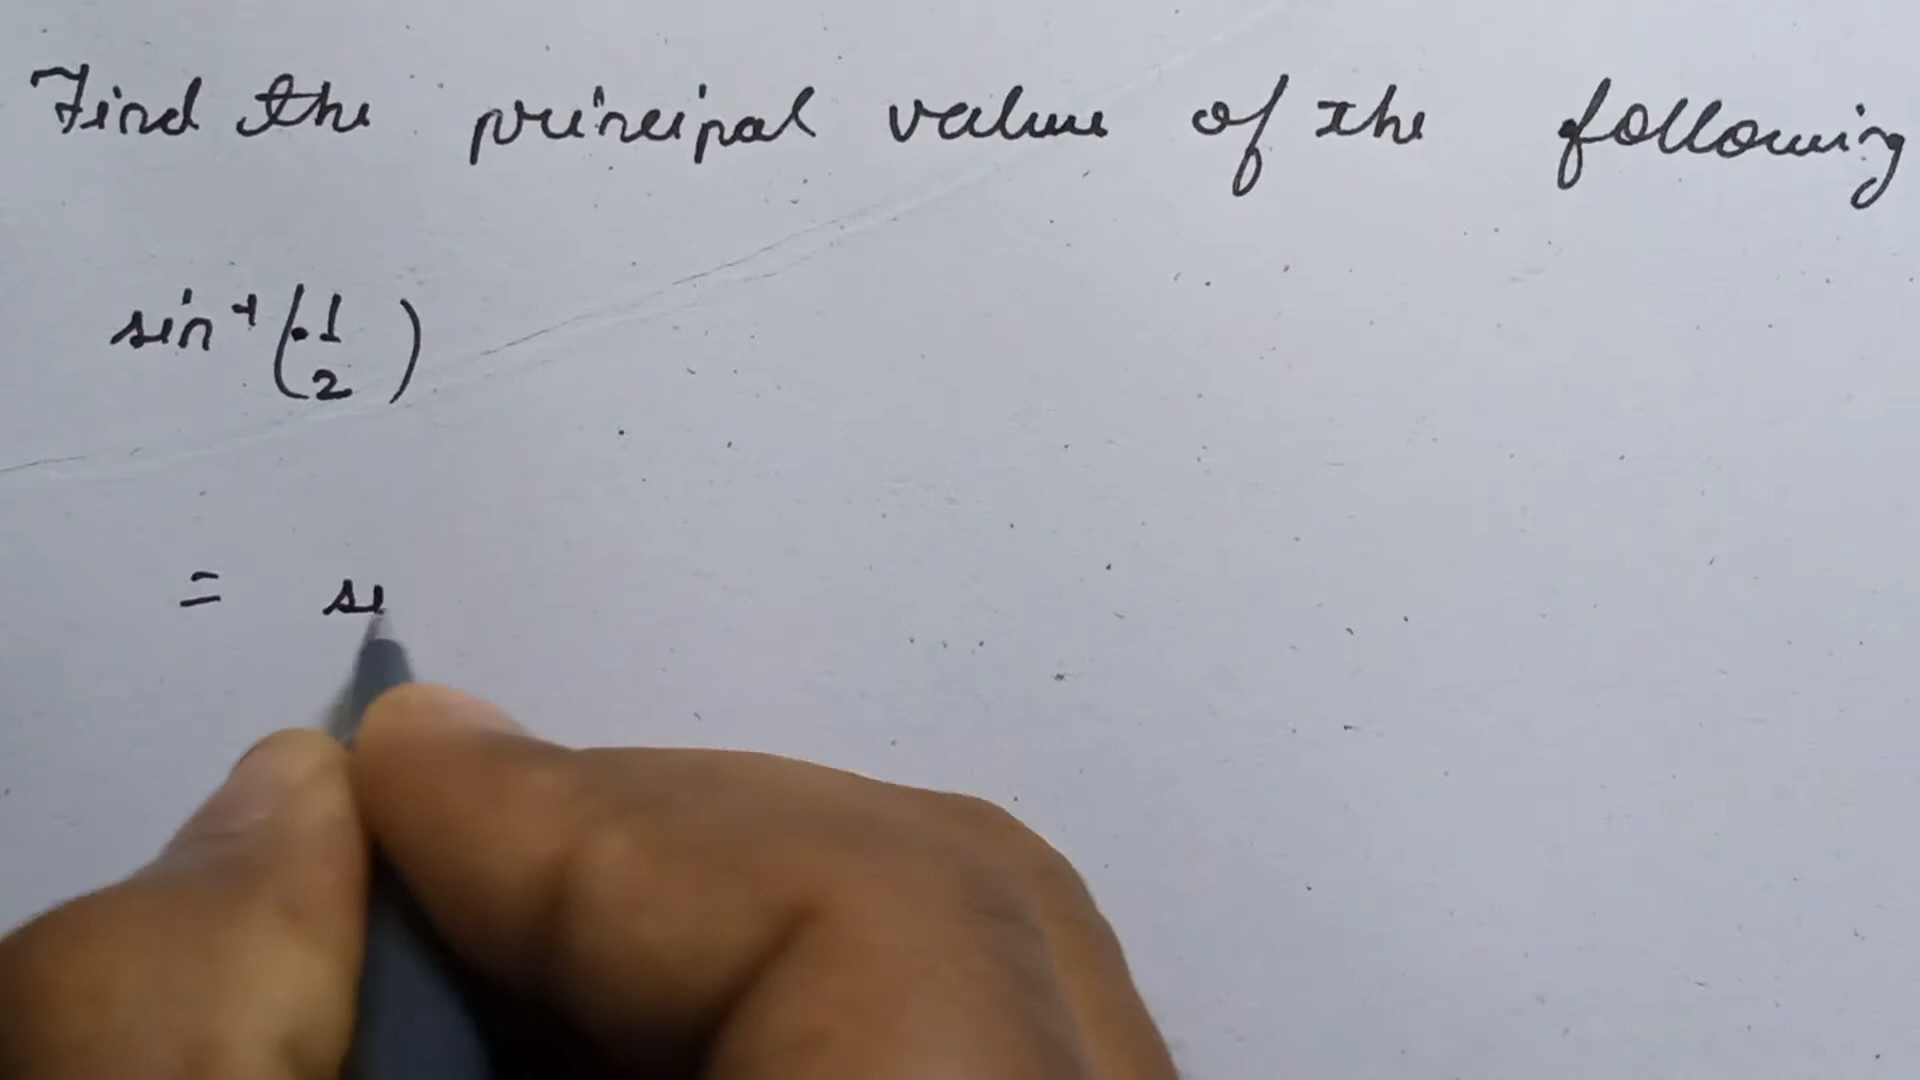 Find the principal value of the following
sin⁻¹(-1/2)
= si